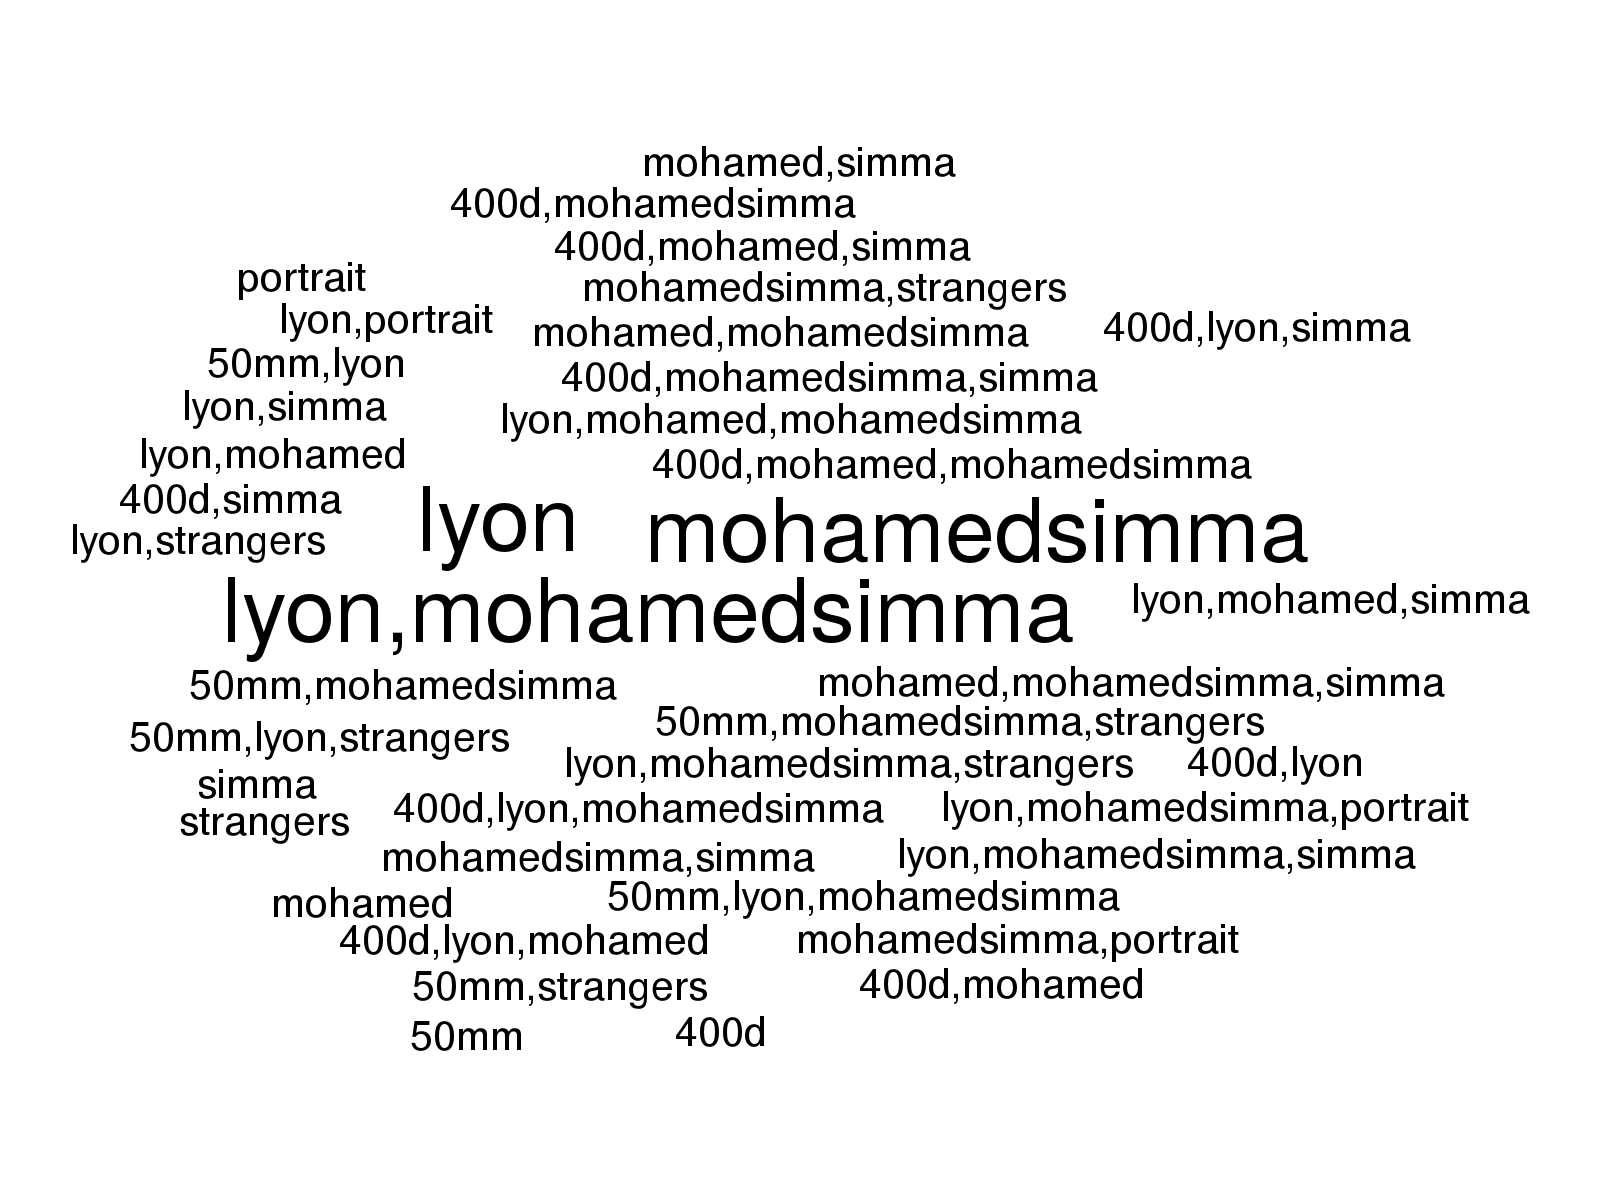 mohamed,simma
400d,mohamedsimma
400d,mohamed,simma
portrait
mohamedsimma,strangers
lyon,portrait
mohamed,mohamedsimma
400d,lyon,simma
50mm,lyon
400d,mohamedsimma,simma
lyon,simma
lyon,mohamed,mohamedsimma
lyon,mohamed
400d,mohamed,mohamedsimma
400d,simma
lyon
mohamedsimma
lyon,strangers
lyon,mohamedsimma
lyon,mohamed,simma
50mm,mohamedsimma
mohamed,mohamedsimma,simma
50mm,mohamedsimma,strangers
50mm,lyon,strangers
lyon,mohamedsimma,strangers
400d,lyon
simma
strangers
400d,lyon,mohamedsimma
lyon,mohamedsimma,portrait
mohamedsimma,simma
lyon,mohamedsimma,simma
mohamed
50mm,lyon,mohamedsimma
400d,lyon,mohamed
mohamedsimma,portrait
50mm,strangers
400d,mohamed
50mm
400d